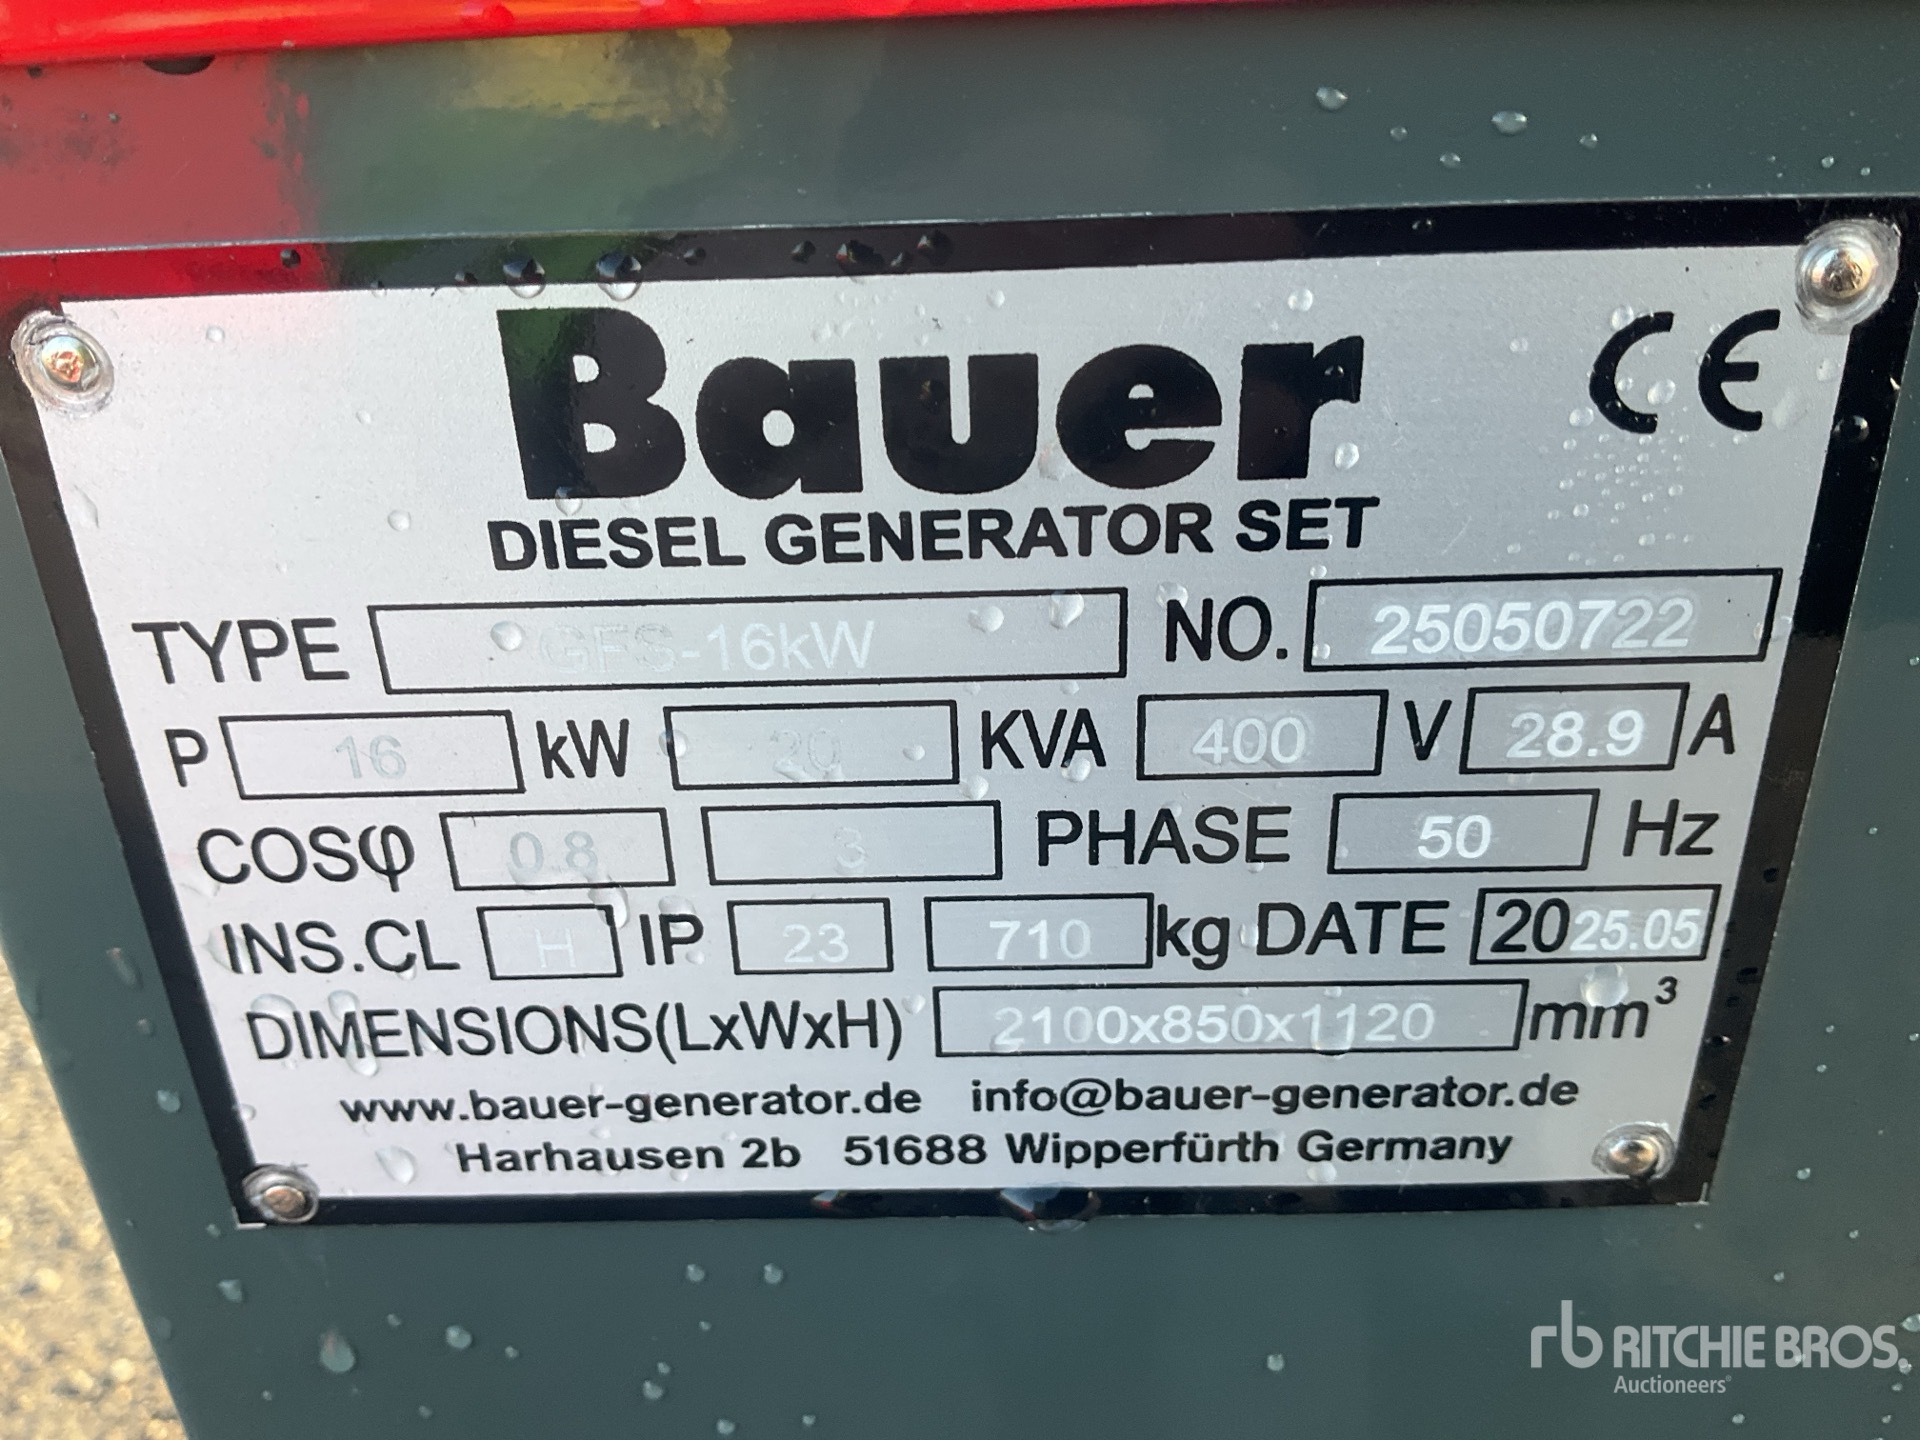 Bauer CE
DIESEL GENERATOR SET
TYPE GFS-16kW NO. 25050722
P 16 kW 20 KVA 400 V 28.9 A
COSφ 0.8 3 PHASE 50 Hz
INS.CL H IP 23 710 kg DATE 2025.05
DIMENSIONS(LxWxH) 2100x850x1120 mm³
www.bauer-generator.de info@bauer-generator.de
Harhausen 2b 51688 Wipperfürth Germany
rb RITCHIE BROS.
Auctioneers®